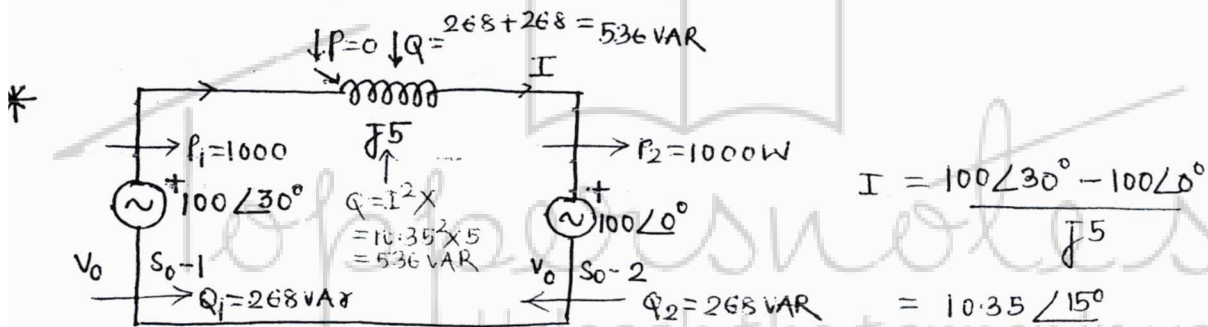 ↓P=0 ↓Q= 268+268 = 536 VAR
I
*
→ P₁=1000
J5
→ P₂=1000W
I = 100∠30° – 100∠0°
J5
+
100∠30°
Q = I²X
= 10.35²x5
= 536 VAR
+
100∠0°
V₀
S₀-1
V₀
S₀-2
→ Q₁=268 VAr
← Q₂=268 VAR
= 10.35 ∠15°
Toppersnotes